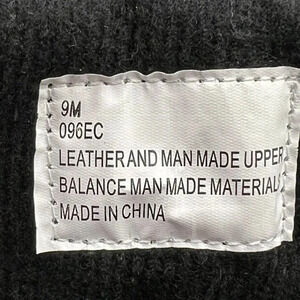 9M
096EC
LEATHER AND MAN MADE UPPER
BALANCE MAN MADE MATERIAL
MADE IN CHINA